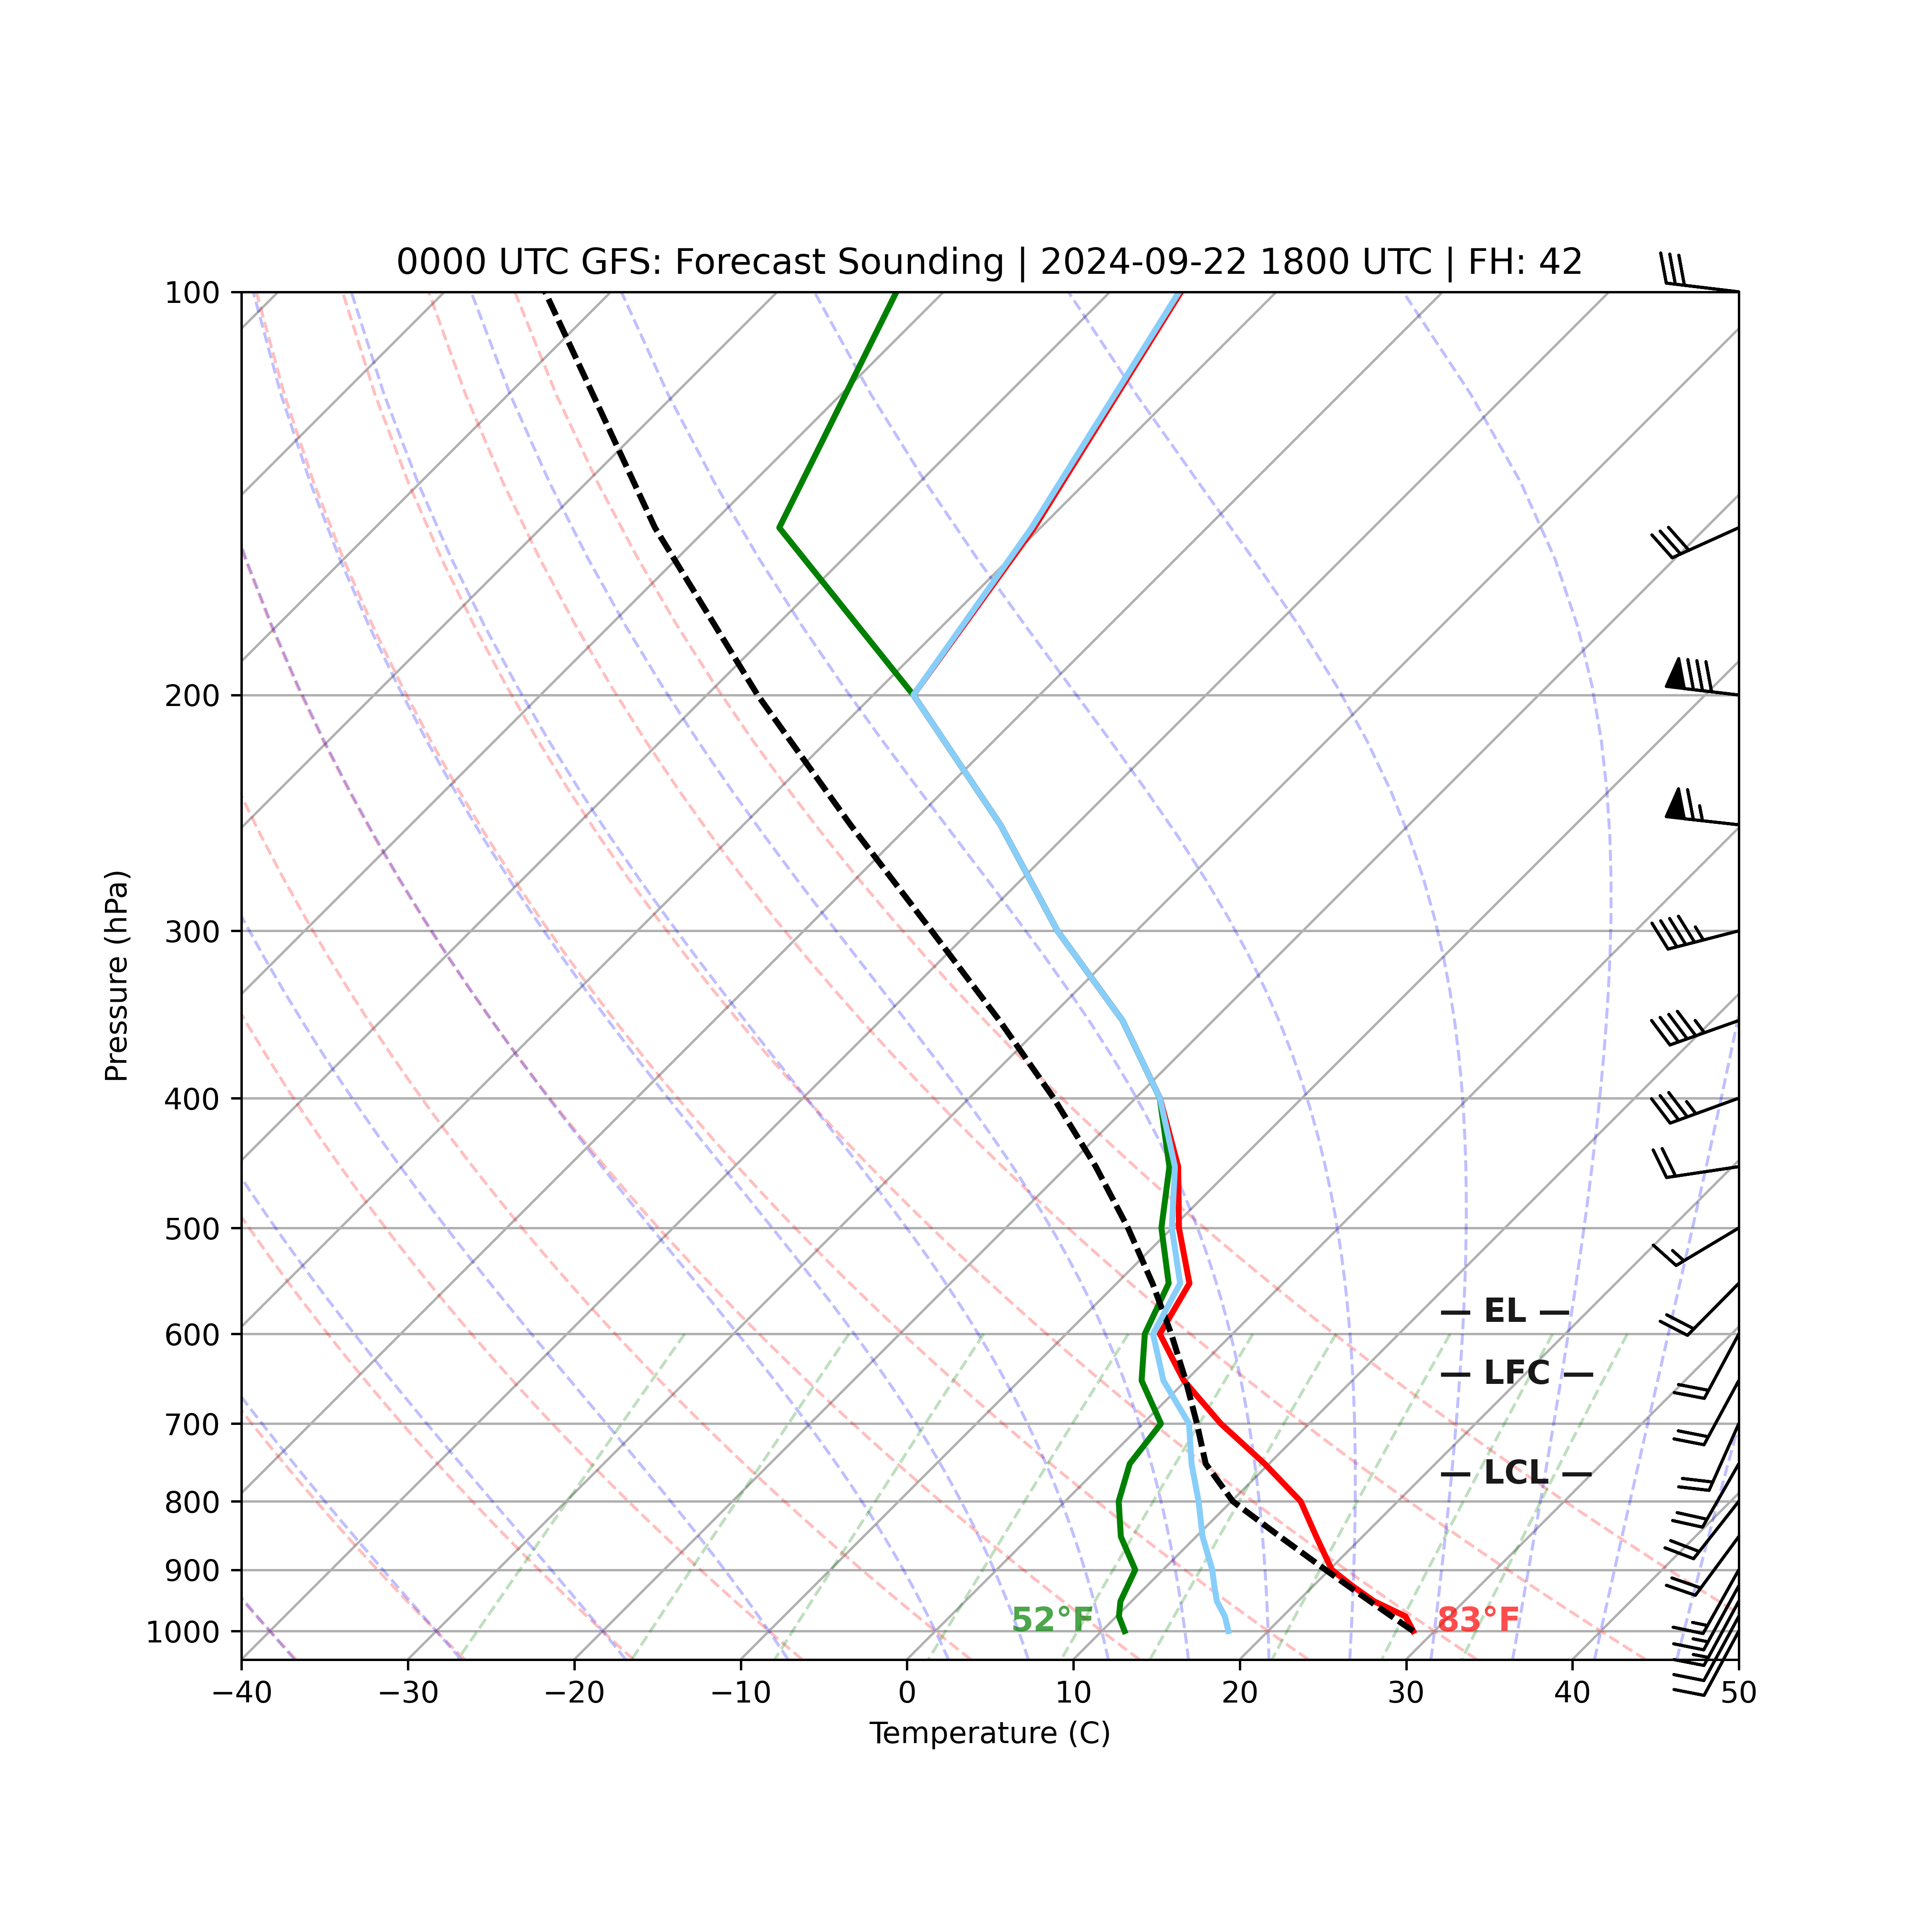 0000 UTC GFS: Forecast Sounding | 2024-09-22 1800 UTC | FH: 42
100
200
300
400
500
600
700
800
900
1000
Pressure (hPa)
— EL —
— LFC —
— LCL —
52°F
83°F
−40 −30 −20 −10 0 10 20 30 40 50
Temperature (C)